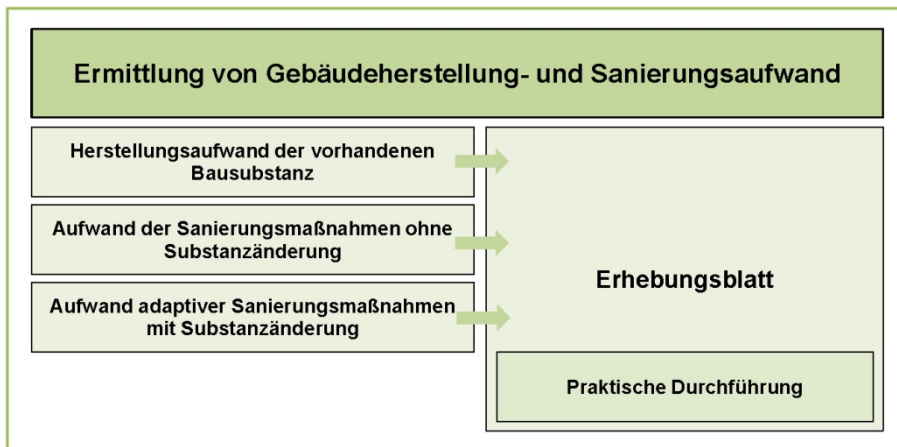 Ermittlung von Gebäudeherstellung- und Sanierungsaufwand
Herstellungsaufwand der vorhandenen
Bausubstanz
Aufwand der Sanierungsmaßnahmen ohne
Substanzänderung
Aufwand adaptiver Sanierungsmaßnahmen
mit Substanzänderung
Erhebungsblatt
Praktische Durchführung